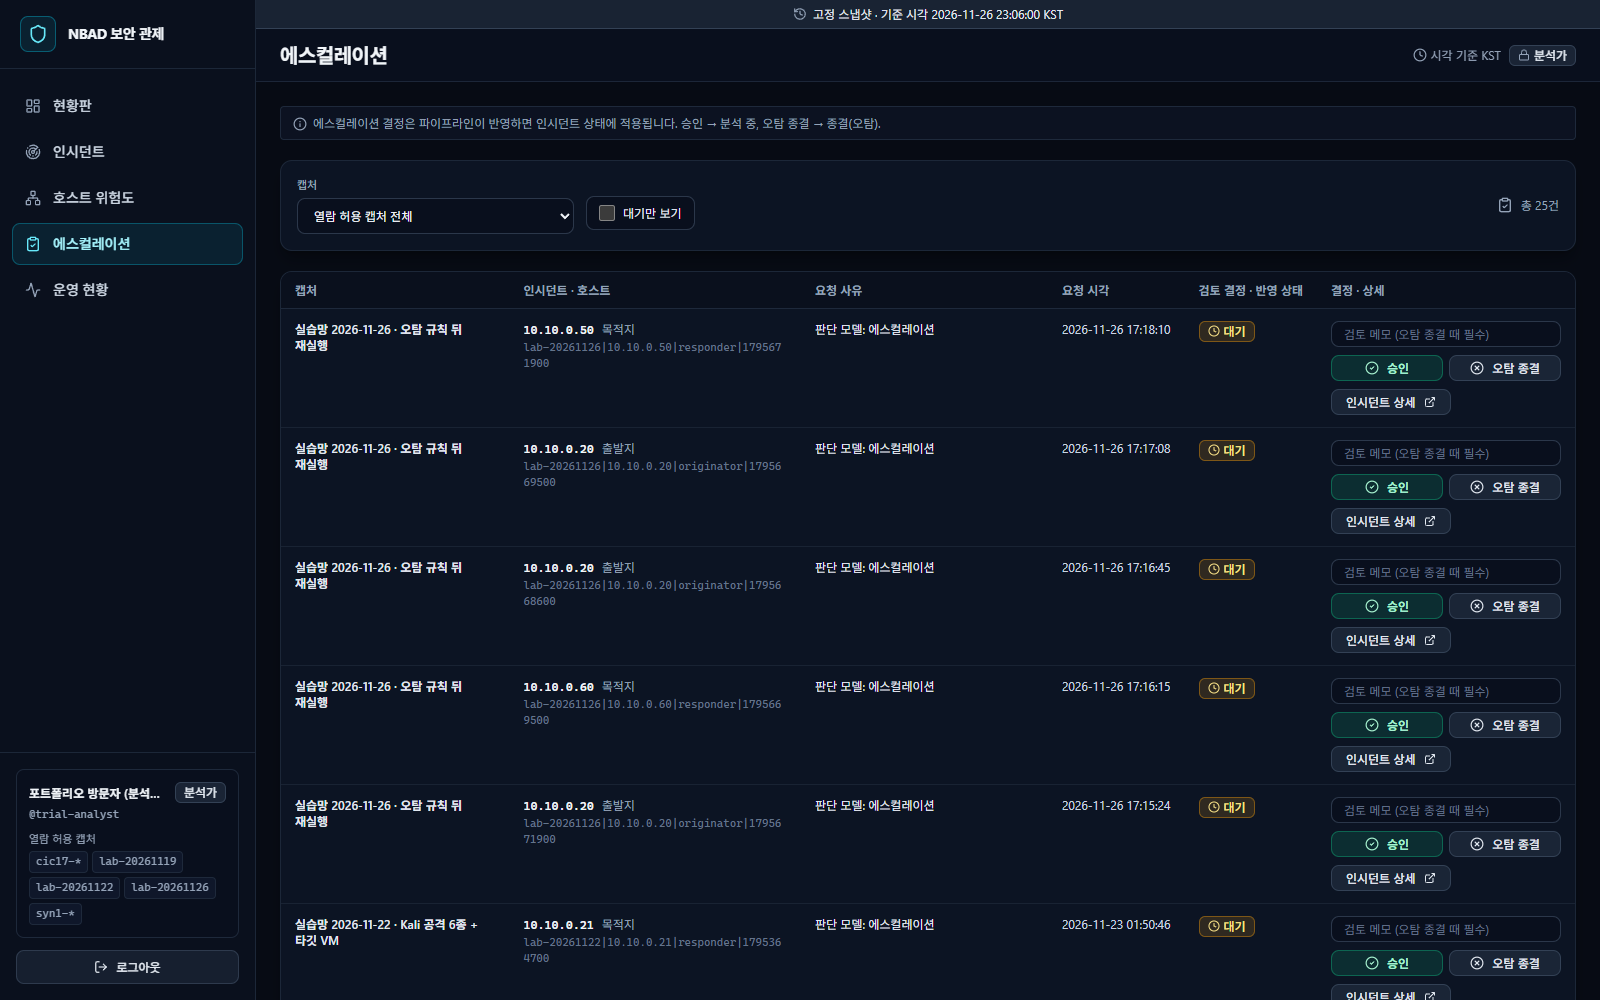 고정 스냅샷 · 기준 시각 2026-11-26 23:06:00 KST
NBAD 보안 관제
현황판
인시던트
호스트 위험도
에스컬레이션
운영 현황
포트폴리오 방문자 (분석...
분석가
@trial-analyst
열람 허용 캡처
cic17-* lab-20261119
lab-20261122 lab-20261126
syn1-*
로그아웃
에스컬레이션
시각 기준 KST 분석가
에스컬레이션 결정은 파이프라인이 반영하면 인시던트 상태에 적용됩니다. 승인 → 분석 중, 오탐 종결 → 종결(오탐).
캡처
열람 허용 캡처 전체
대기만 보기
총 25건
캡처 인시던트 · 호스트 요청 사유 요청 시각 검토 결정 · 반영 상태 결정 · 상세
실습망 2026-11-26 · 오탐 규칙 뒤
재실행
10.10.0.50 목적지
lab-20261126|10.10.0.50|responder|179567
1900
판단 모델: 에스컬레이션
2026-11-26 17:18:10
대기
검토 메모 (오탐 종결 때 필수)
승인 오탐 종결
인시던트 상세
실습망 2026-11-26 · 오탐 규칙 뒤
재실행
10.10.0.20 출발지
lab-20261126|10.10.0.20|originator|17956
69500
판단 모델: 에스컬레이션
2026-11-26 17:17:08
대기
검토 메모 (오탐 종결 때 필수)
승인 오탐 종결
인시던트 상세
실습망 2026-11-26 · 오탐 규칙 뒤
재실행
10.10.0.20 출발지
lab-20261126|10.10.0.20|originator|17956
68600
판단 모델: 에스컬레이션
2026-11-26 17:16:45
대기
검토 메모 (오탐 종결 때 필수)
승인 오탐 종결
인시던트 상세
실습망 2026-11-26 · 오탐 규칙 뒤
재실행
10.10.0.60 목적지
lab-20261126|10.10.0.60|responder|179566
9500
판단 모델: 에스컬레이션
2026-11-26 17:16:15
대기
검토 메모 (오탐 종결 때 필수)
승인 오탐 종결
인시던트 상세
실습망 2026-11-26 · 오탐 규칙 뒤
재실행
10.10.0.20 출발지
lab-20261126|10.10.0.20|originator|17956
71900
판단 모델: 에스컬레이션
2026-11-26 17:15:24
대기
검토 메모 (오탐 종결 때 필수)
승인 오탐 종결
인시던트 상세
실습망 2026-11-22 · Kali 공격 6종 +
타깃 VM
10.10.0.21 목적지
lab-20261122|10.10.0.21|responder|179536
4700
판단 모델: 에스컬레이션
2026-11-23 01:50:46
대기
검토 메모 (오탐 종결 때 필수)
승인 오탐 종결
인시던트 상세